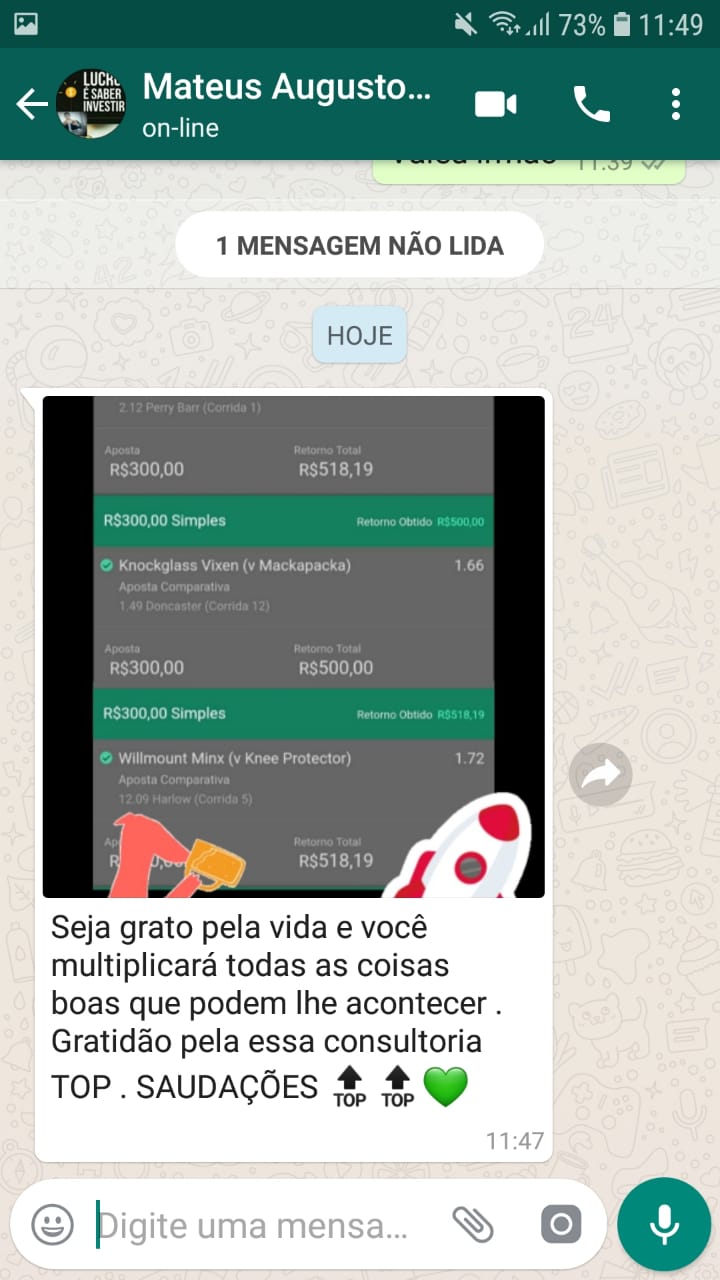 73% 11:49
LUCRO
É SABER
INVESTIR
Mateus Augusto...
on-line
11:39
1 MENSAGEM NÃO LIDA
HOJE
2.12 Perry Barr (Corrida 1)
Aposta Retorno Total
R$300,00 R$518,19
R$300,00 Simples Retorno Obtido R$500,00
Knockglass Vixen (v Mackapacka) 1.66
Aposta Comparativa
1.49 Doncaster (Corrida 12)
Aposta Retorno Total
R$300,00 R$500,00
R$300,00 Simples Retorno Obtido R$518,19
Willmount Minx (v Knee Protector) 1.72
Aposta Comparativa
12.09 Harlow (Corrida 5)
Retorno Total
R$518,19
Seja grato pela vida e você
multiplicará todas as coisas
boas que podem lhe acontecer .
Gratidão pela essa consultoria
TOP . SAUDAÇÕES TOP TOP
11:47
Digite uma mensa...